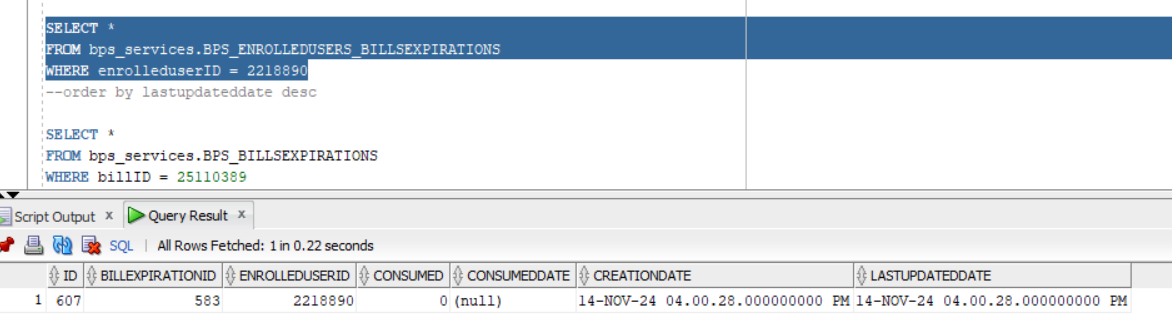 SELECT *
FROM bps_services.BPS_ENROLLEDUSERS_BILLSEXPIRATIONS
WHERE enrolleduserID = 2218890
--order by lastupdateddate desc
SELECT *
FROM bps_services.BPS_BILLSEXPIRATIONS
WHERE billID = 25110389
Script Output x Query Result x
SQL | All Rows Fetched: 1 in 0.22 seconds
ID BILLEXPIRATIONID ENROLLEDUSERID CONSUMED CONSUMEDDATE CREATIONDATE LASTUPDATEDDATE
1 607 583 2218890 0 (null) 14-NOV-24 04.00.28.000000000 PM 14-NOV-24 04.00.28.000000000 PM